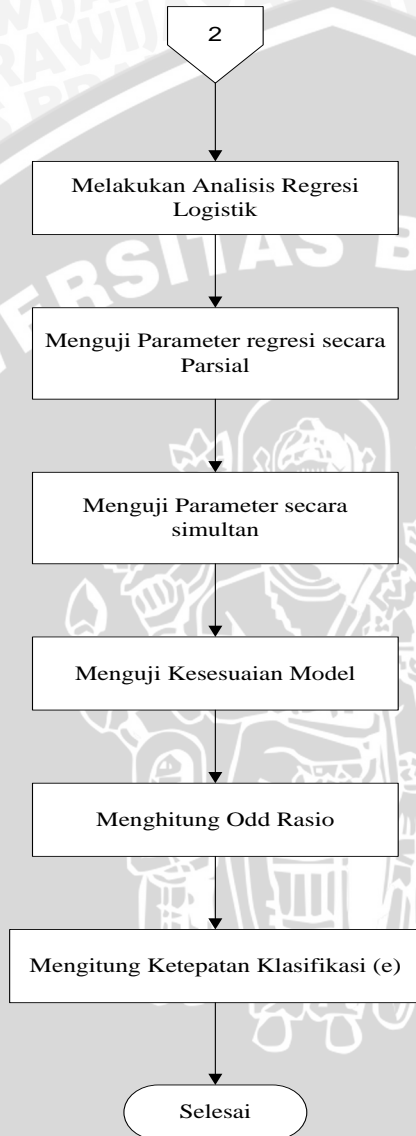 2
Melakukan Analisis Regresi
Logistik
Menguji Parameter regresi secara
Parsial
Menguji Parameter secara
simultan
Menguji Kesesuaian Model
Menghitung Odd Rasio
Mengitung Ketepatan Klasifikasi (e)
Selesai